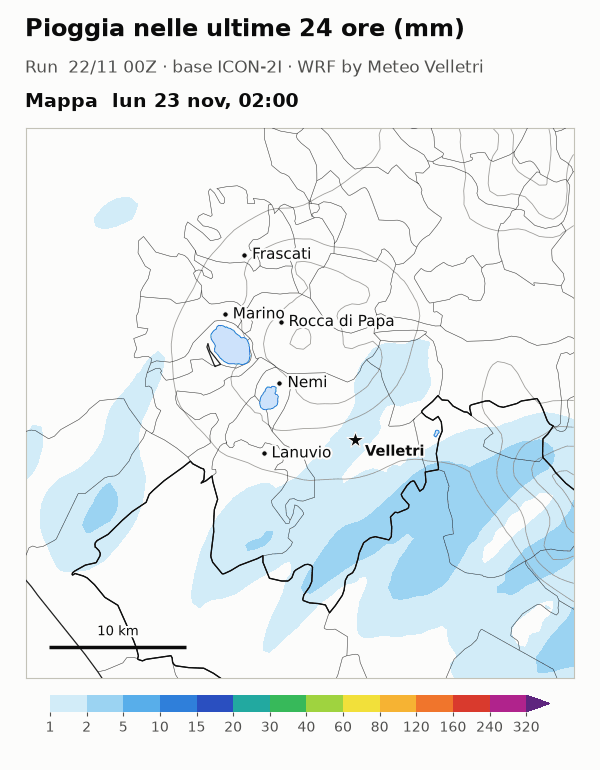 Pioggia nelle ultime 24 ore (mm)
Run  22/11 00Z · base ICON-2I · WRF by Meteo Velletri
Mappa  lun 23 nov, 02:00
Frascati
Marino
Rocca di Papa
Nemi
Lanuvio
Velletri
10 km
1 2 5 10 15 20 30 40 60 80 120 160 240 320